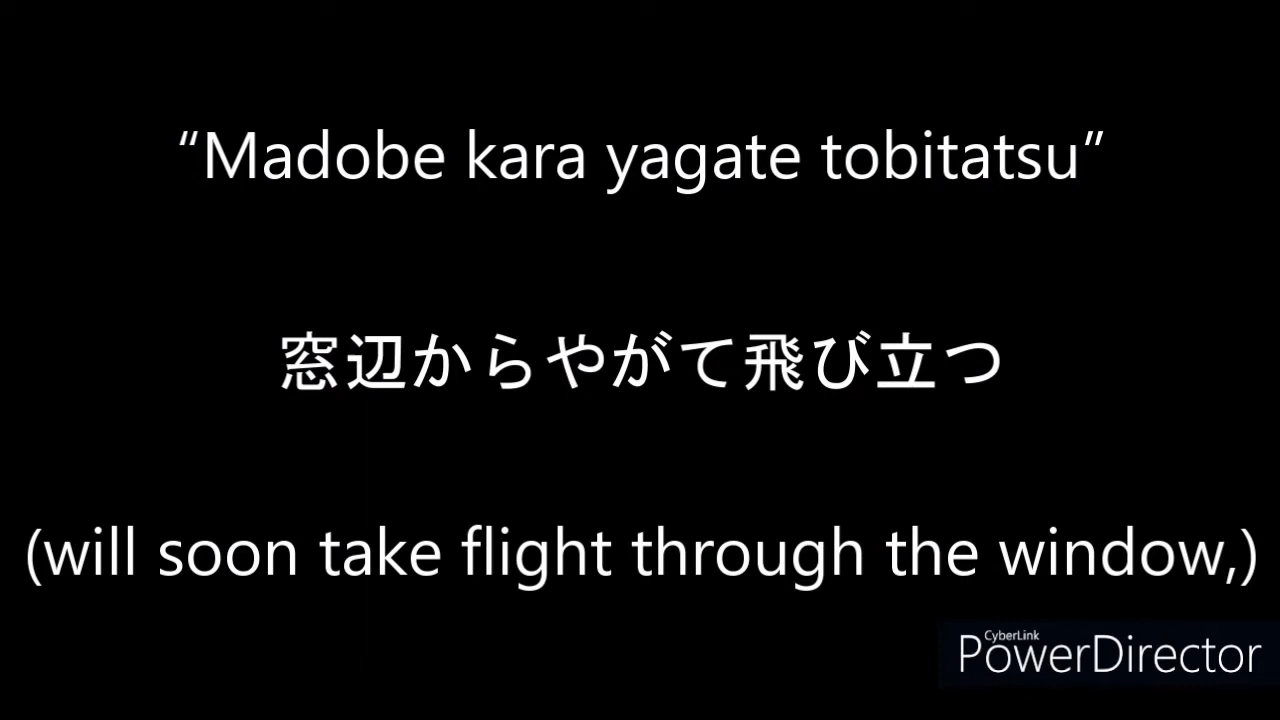 “Madobe kara yagate tobitatsu”
窓辺からやがて飛び立つ
(will soon take flight through the window,)
CyberLink
PowerDirector